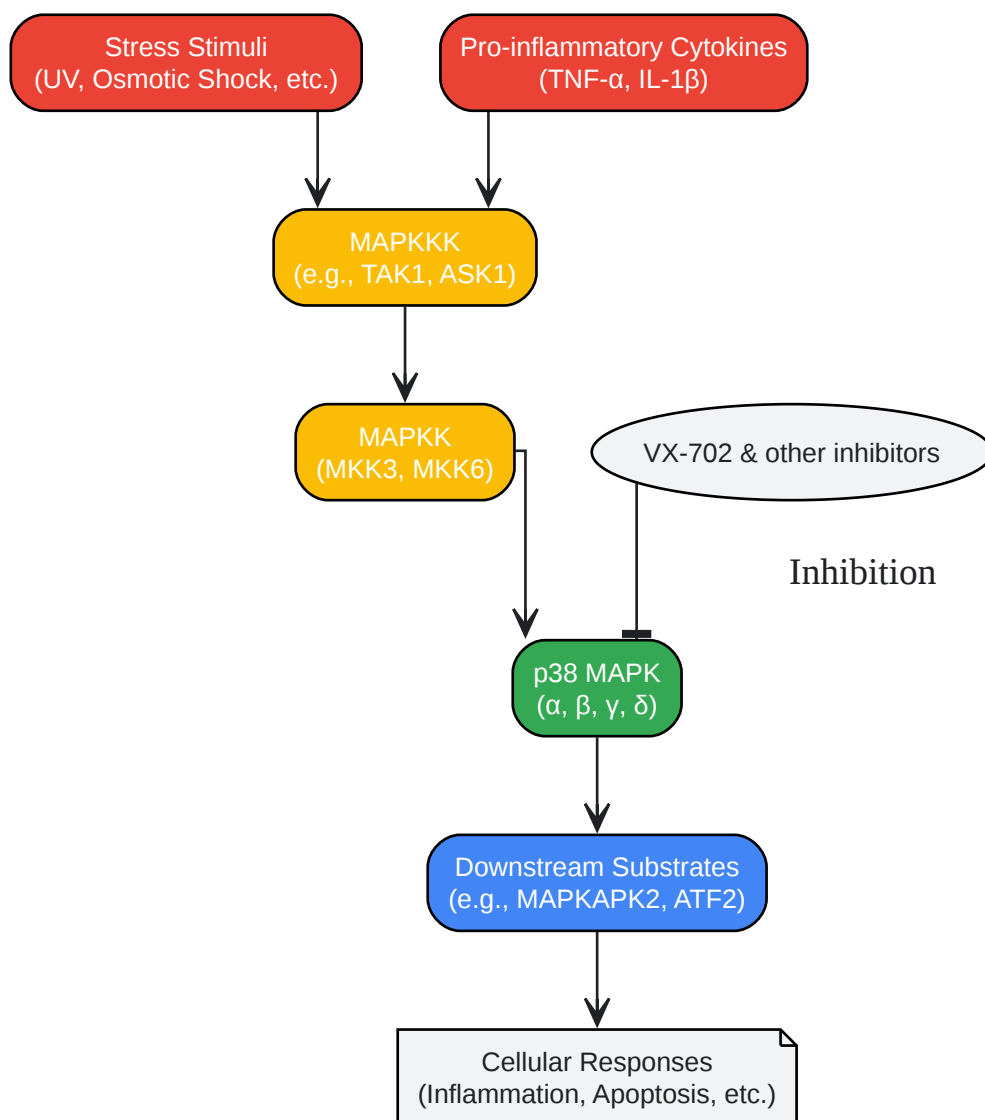 Stress Stimuli
(UV, Osmotic Shock, etc.)
Pro-inflammatory Cytokines
(TNF-α, IL-1β)
MAPKKK
(e.g., TAK1, ASK1)
MAPKK
(MKK3, MKK6)
VX-702 & other inhibitors
Inhibition
p38 MAPK
(α, β, γ, δ)
Downstream Substrates
(e.g., MAPKAPK2, ATF2)
Cellular Responses
(Inflammation, Apoptosis, etc.)